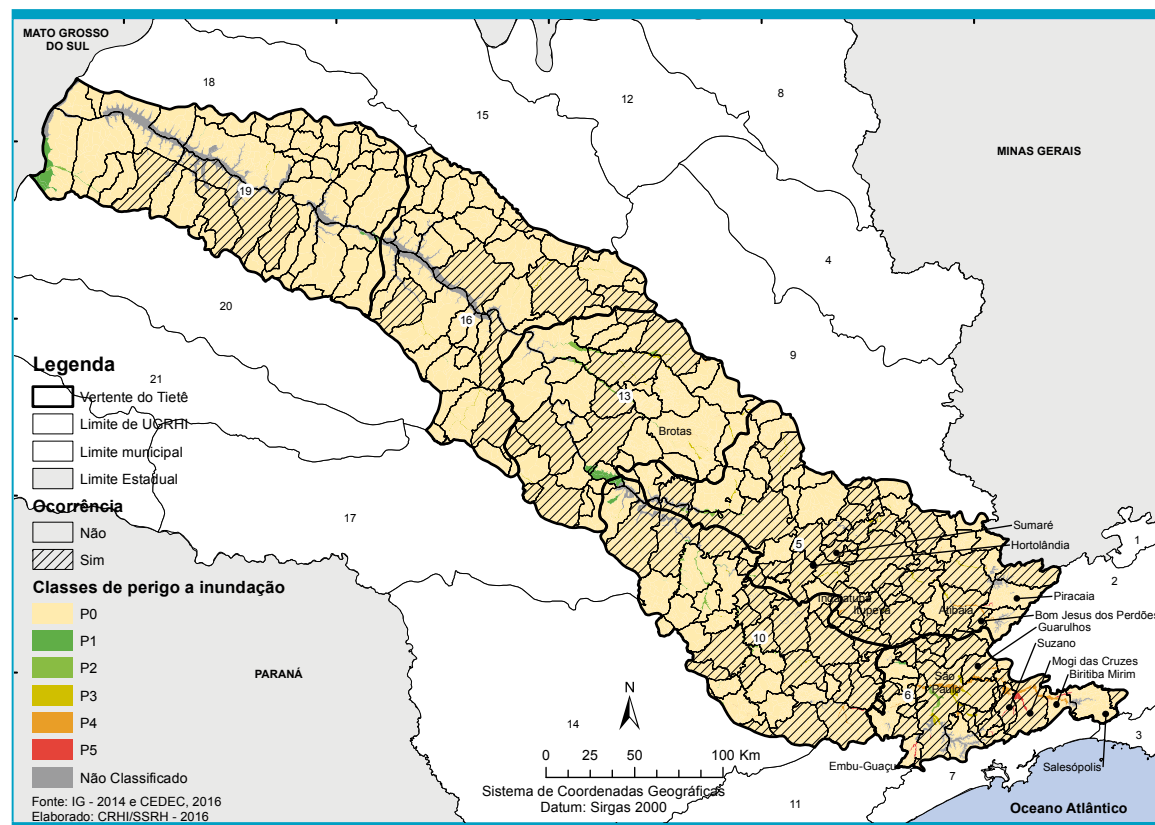 MATO GROSSO
DO SUL
18
15
12
8
MINAS GERAIS
19
4
20
16
9
21
13
Brotas
17
5
Sumaré
Hortolândia
1
2
Indaiatuba
Itupeva
Atibaia
Piracaia
Bom Jesus dos Perdões
Guarulhos
Suzano
Mogi das Cruzes
Biritiba Mirim
10
São
Paulo
6
PARANÁ
14
3
Embu-Guaçu
7
Salesópolis
11
Oceano Atlântico
Legenda
Vertente do Tietê
Limite de UGRHI
Limite municipal
Limite Estadual
Ocorrência
Não
Sim
Classes de perigo a inundação
P0
P1
P2
P3
P4
P5
Não Classificado
Fonte: IG - 2014 e CEDEC, 2016
Elaborado: CRHI/SSRH - 2016
N
0 25 50 100 Km
Sistema de Coordenadas Geográficas
Datum: Sirgas 2000